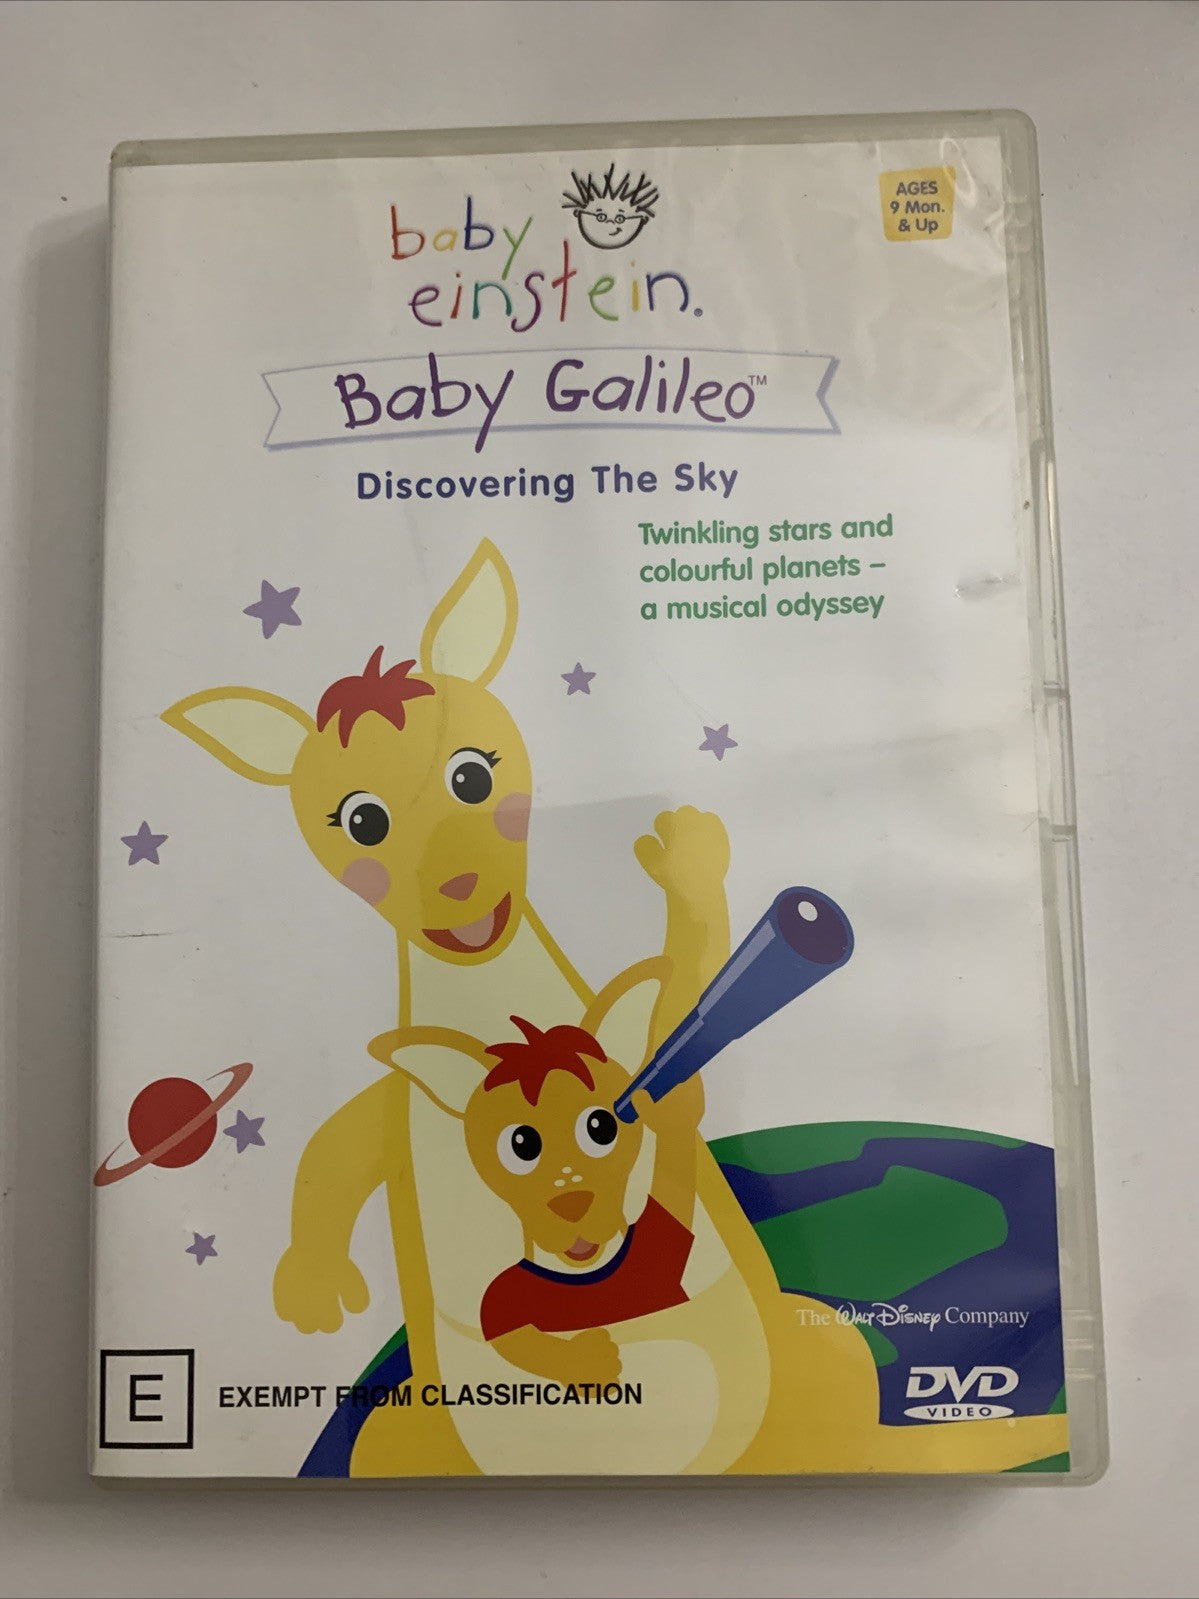 AGES
9 Mon.
& Up
baby
einstein®
Baby Galileo™
Discovering The Sky
Twinkling stars and
colourful planets –
a musical odyssey
The Walt Disney Company
E
EXEMPT FROM CLASSIFICATION
DVD
VIDEO